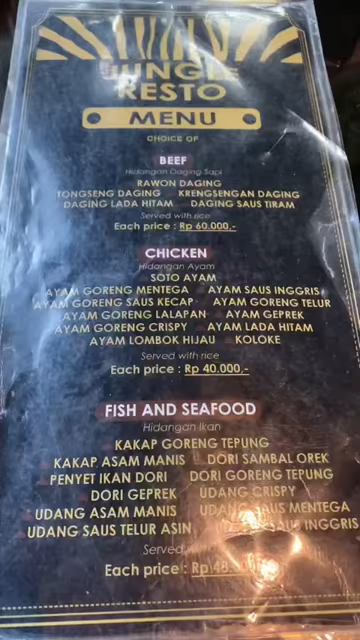 JUNGLE
RESTO
MENU
CHOICE OF
BEEF
Hidangan Daging Sapi
RAWON DAGING
TONGSENG DAGING KRENGSENGAN DAGING
DAGING LADA HITAM DAGING SAUS TIRAM
Served with rice
Each price : Rp 60.000,-
CHICKEN
Hidangan Ayam
SOTO AYAM
AYAM GORENG MENTEGA AYAM SAUS INGGRIS
AYAM GORENG SAUS KECAP AYAM GORENG TELUR
AYAM GORENG LALAPAN AYAM GEPREK
AYAM GORENG CRISPY AYAM LADA HITAM
AYAM LOMBOK HIJAU KOLOKE
Served with rice
Each price : Rp 40.000,-
FISH AND SEAFOOD
Hidangan Ikan
KAKAP GORENG TEPUNG
KAKAP ASAM MANIS DORI SAMBAL OREK
PENYET IKAN DORI DORI GORENG TEPUNG
DORI GEPREK UDANG CRISPY
UDANG ASAM MANIS UDANG SAUS MENTEGA
UDANG SAUS TELUR ASIN SAUS INGGRIS
Served
Each price : Rp 48.